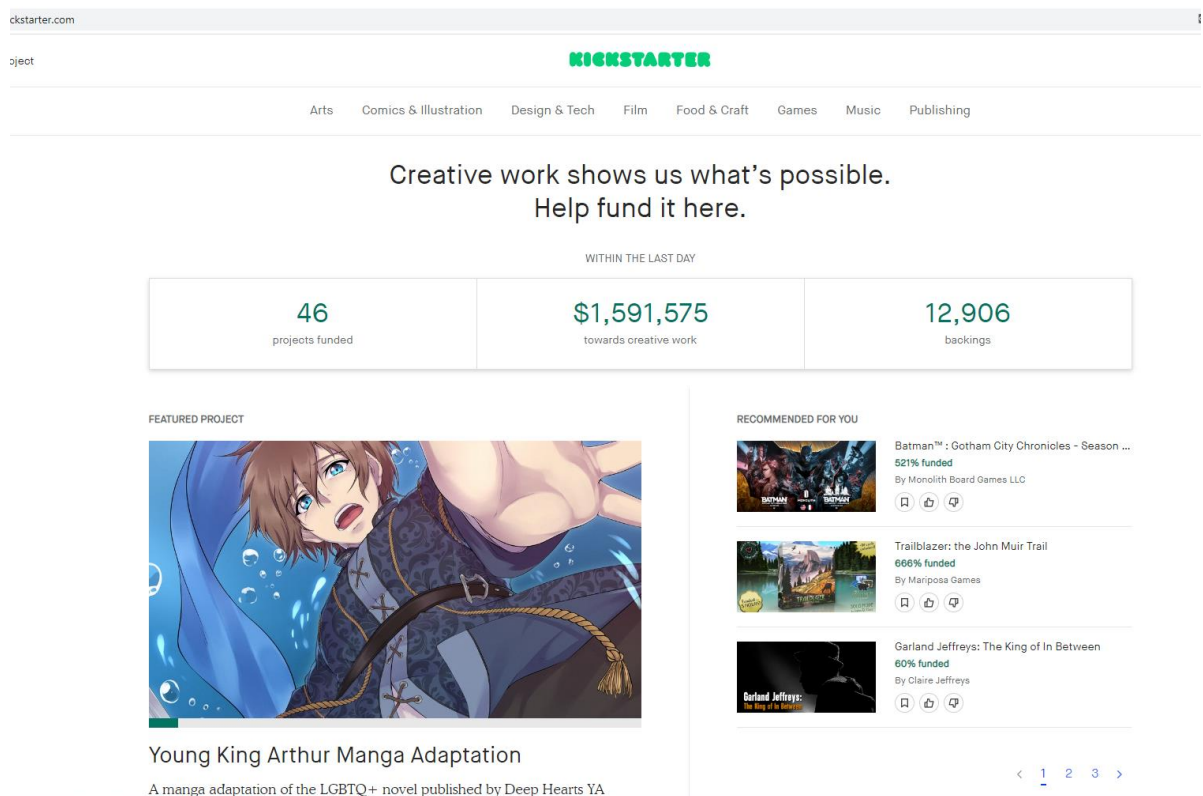 ckstarter.com
oject
KICKSTARTER
Arts Comics & Illustration Design & Tech Film Food & Craft Games Music Publishing
Creative work shows us what's possible.
Help fund it here.
WITHIN THE LAST DAY
46 $1,591,575 12,906
projects funded towards creative work backings
FEATURED PROJECT
Young King Arthur Manga Adaptation
A manga adaptation of the LGBTQ+ novel published by Deep Hearts YA
RECOMMENDED FOR YOU
BATMAN BATMAN
Batman™ : Gotham City Chronicles - Season ...
521% funded
By Monolith Board Games LLC
Trailblazer: the John Muir Trail
666% funded
By Mariposa Games
Garland Jeffreys:
The King of In Between
Garland Jeffreys: The King of In Between
60% funded
By Claire Jeffreys
< 1 2 3 >